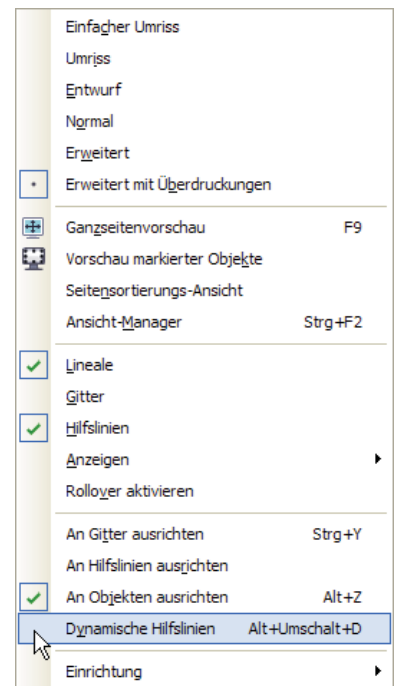 Einfacher Umriss
Umriss
Entwurf
Normal
Erweitert
Erweitert mit Überdruckungen
Ganzseitenvorschau F9
Vorschau markierter Objekte
Seitensortierungs-Ansicht
Ansicht-Manager Strg+F2
Lineale
Gitter
Hilfslinien
Anzeigen
Rollover aktivieren
An Gitter ausrichten Strg+Y
An Hilfslinien ausrichten
An Objekten ausrichten Alt+Z
Dynamische Hilfslinien Alt+Umschalt+D
Einrichtung